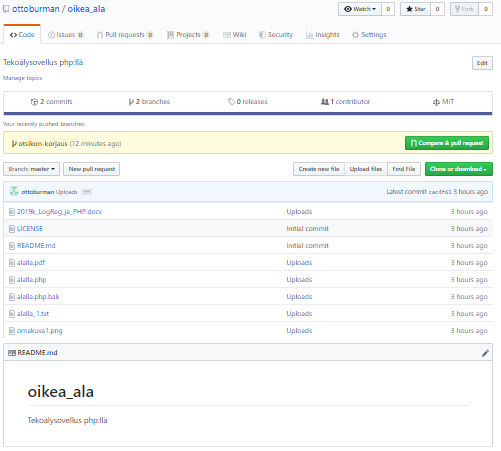 ottoburman / oikea_ala
Watch 0 Star 0 Fork 0
Code Issues 0 Pull requests 0 Projects 0 Wiki Security Insights Settings
Tekoälysovellus php:llä Edit
Manage topics
2 commits 2 branches 0 releases 1 contributor MIT
Your recently pushed branches:
otsikon-korjaus (12 minutes ago) Compare & pull request
Branch: master New pull request Create new file Upload files Find File Clone or download
ottoburman Uploads ... Latest commit 3 hours ago
2019k_LogReg_ja_PHP.docx Uploads 3 hours ago
LICENSE Initial commit 3 hours ago
README.md Initial commit 3 hours ago
alalla.pdf Uploads 3 hours ago
alalla.php Uploads 3 hours ago
alalla.php.bak Uploads 3 hours ago
alalla_1.txt Uploads 3 hours ago
omakuva1.png Uploads 3 hours ago
README.md
oikea_ala
Tekoälysovellus php:llä